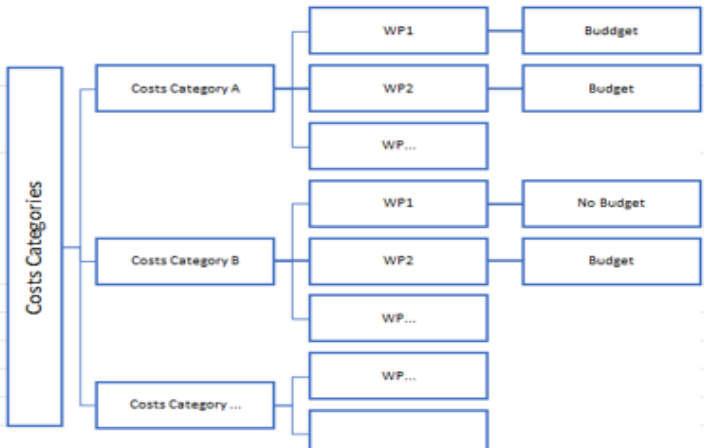 Costs Categories
Costs Category A
WP1
Buddget
WP2
Budget
WP...
Costs Category B
WP1
No Budget
WP2
Budget
WP...
Costs Category ...
WP...